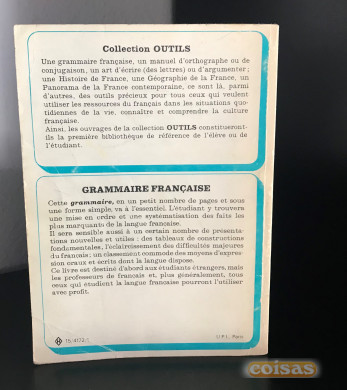 Collection OUTILS
Une grammaire française, un manuel d'orthographe ou de
conjugaison, un art d'écrire (des lettres) ou d'argumenter ;
une Histoire de France, une Géographie de la France, un
Panorama de la France contemporaine, ce sont là, parmi
d'autres, des outils précieux pour tous ceux qui veulent
utiliser les ressources du français dans les situations quo-
tidiennes de la vie, connaître et comprendre la culture
française.
Ainsi, les ouvrages de la collection OUTILS constitueront-
ils la première bibliothèque de référence de l'élève ou de
l'étudiant.
GRAMMAIRE FRANÇAISE
Cette grammaire, en un petit nombre de pages et sous
une forme simple, va à l'essentiel. L'étudiant y trouvera
une mise en ordre et une systématisation des faits les
plus marquants de la langue française.
Il sera sensible aussi à un certain nombre de présenta-
tions nouvelles et utiles : des tableaux de constructions
fondamentales, l'éclaircissement des difficultés majeures
du français; un classement commode des moyens d'expres-
sion oraux et écrits dont la langue dispose.
Ce livre est destiné d'abord aux étudiants étrangers, mais
les professeurs de français et, plus généralement, tous
ceux qui étudient la langue française pourront l'utiliser
avec profit.
coisas